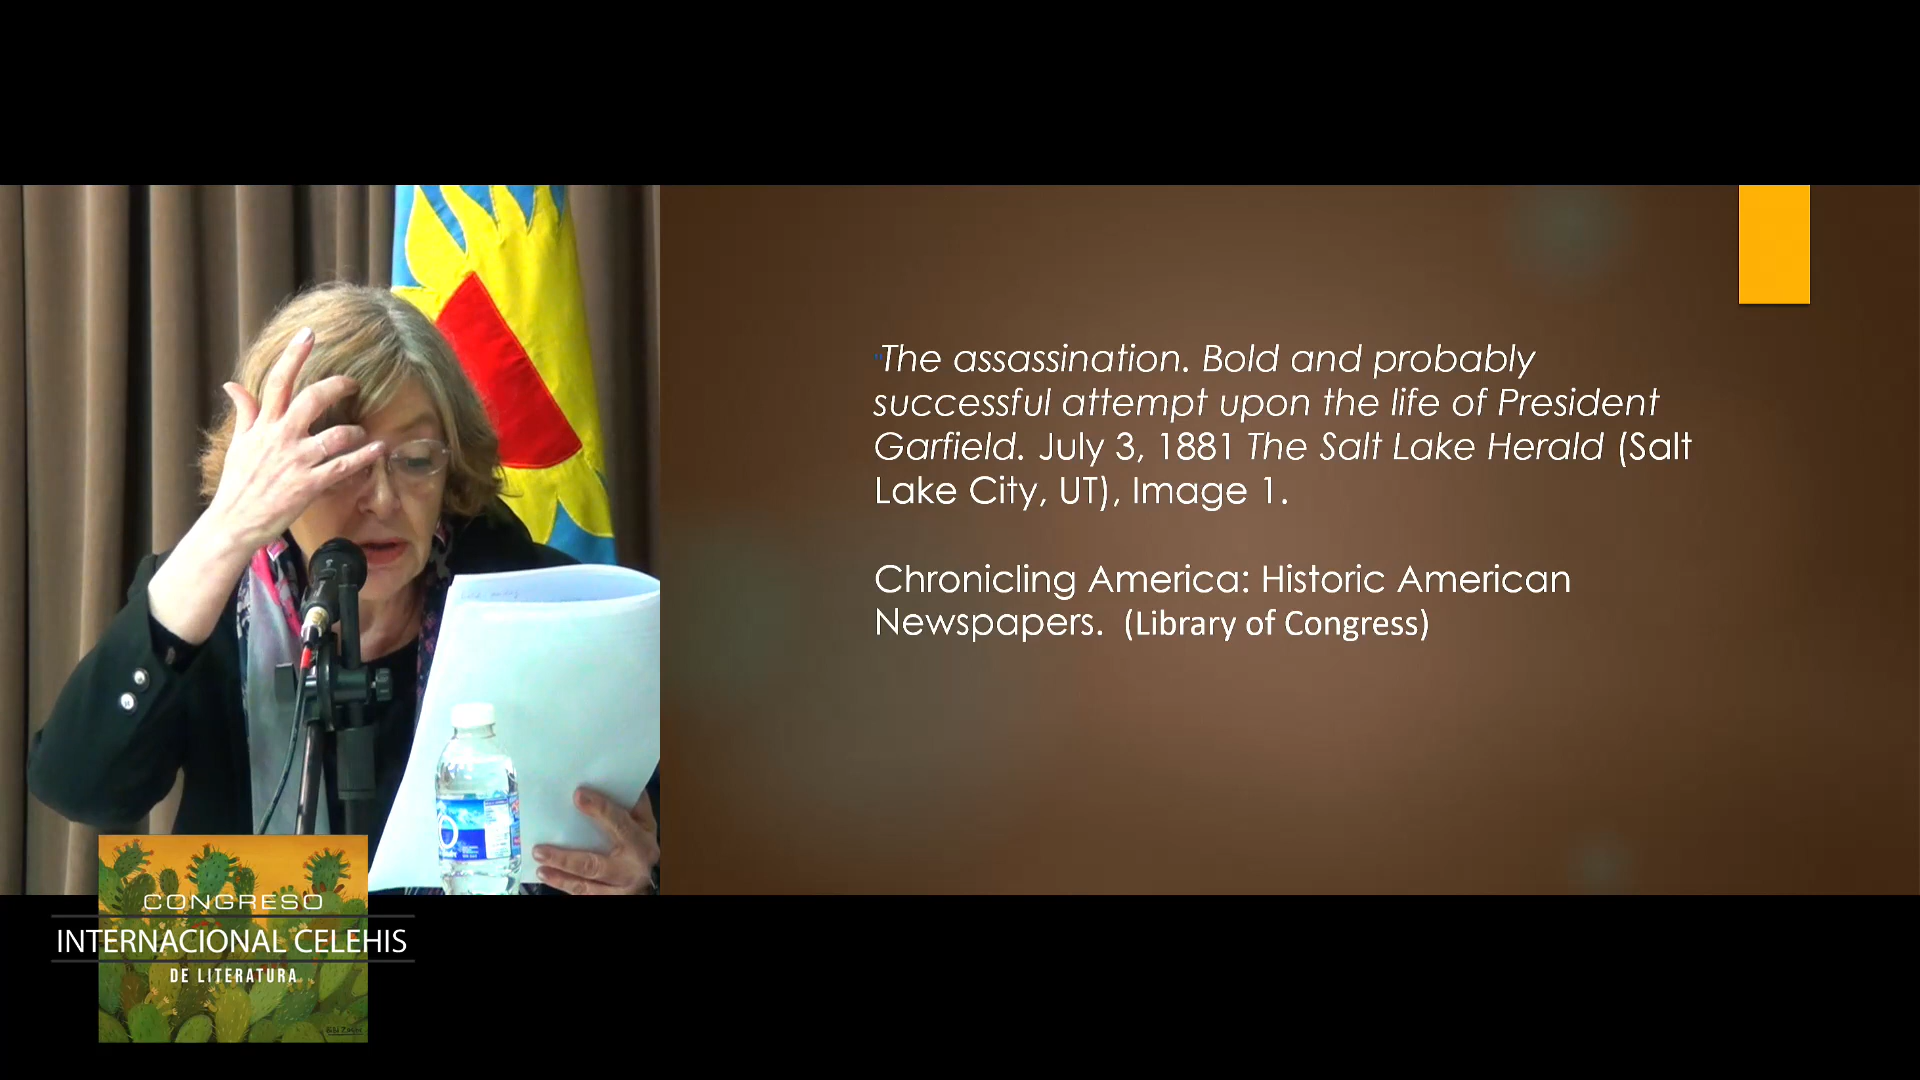 "The assassination. Bold and probably
successful attempt upon the life of President
Garfield. July 3, 1881 The Salt Lake Herald (Salt
Lake City, UT), Image 1.
Chronicling America: Historic American
Newspapers. (Library of Congress)
CONGRESO
INTERNACIONAL CELEHIS
DE LITERATURA